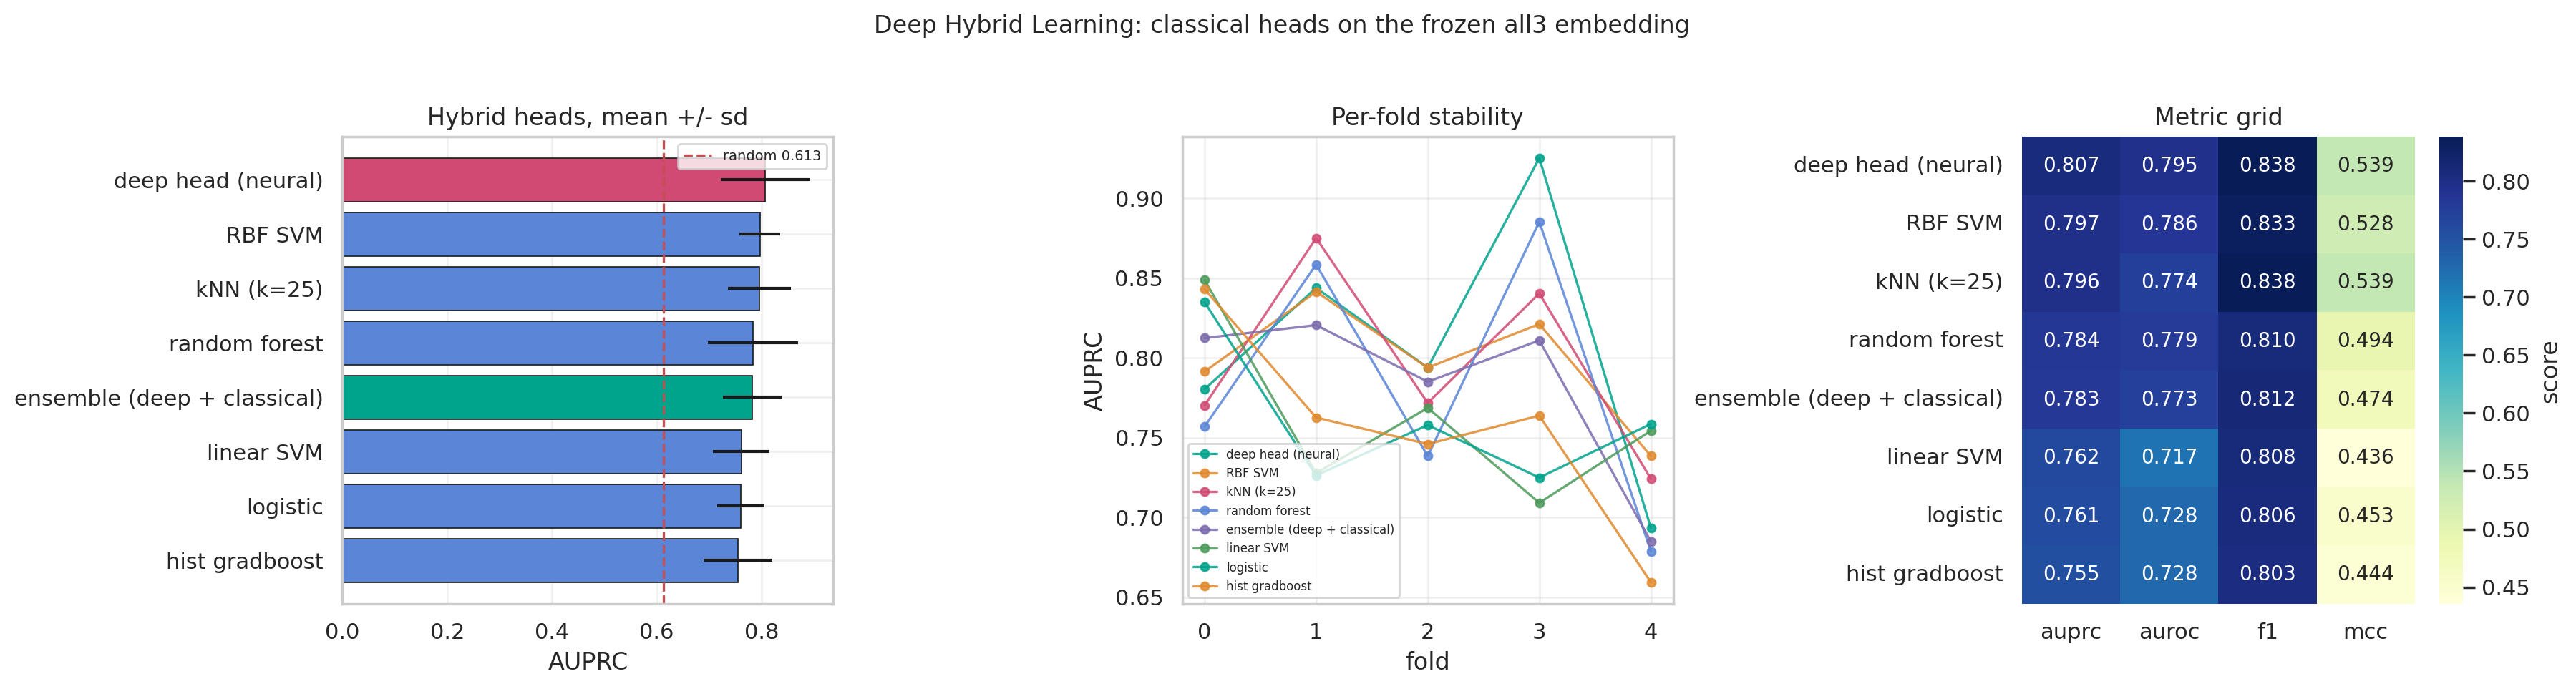 Deep Hybrid Learning: classical heads on the frozen all3 embedding
Hybrid heads, mean +/- sd
random 0.613
deep head (neural)
RBF SVM
kNN (k=25)
random forest
ensemble (deep + classical)
linear SVM
logistic
hist gradboost
0.0 0.2 0.4 0.6 0.8
AUPRC
Per-fold stability
AUPRC
0.90
0.85
0.80
0.75
0.70
0.65
deep head (neural)
RBF SVM
kNN (k=25)
random forest
ensemble (deep + classical)
linear SVM
logistic
hist gradboost
0 1 2 3 4
fold
Metric grid
deep head (neural) 0.807 0.795 0.838 0.539
RBF SVM 0.797 0.786 0.833 0.528
kNN (k=25) 0.796 0.774 0.838 0.539
random forest 0.784 0.779 0.810 0.494
ensemble (deep + classical) 0.783 0.773 0.812 0.474
linear SVM 0.762 0.717 0.808 0.436
logistic 0.761 0.728 0.806 0.453
hist gradboost 0.755 0.728 0.803 0.444
auprc auroc f1 mcc
0.80
0.75
0.70
0.65
0.60
0.55
0.50
0.45
score